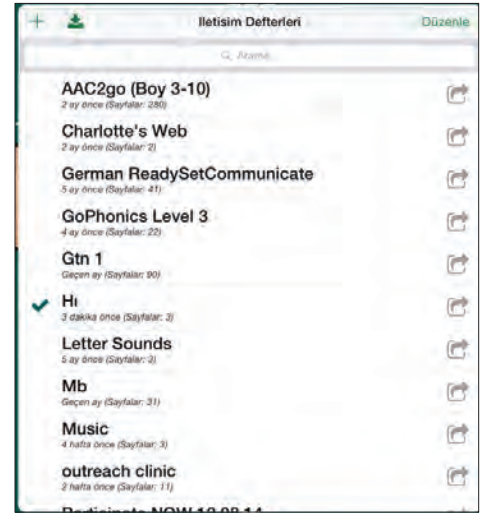 + Iletisim Defterleri Düzenle
Arama
AAC2go (Boy 3-10)
2 ay önce (Sayfalar: 280)
Charlotte's Web
2 ay önce (Sayfalar: 2)
German ReadySetCommunicate
5 ay önce (Sayfalar: 41)
GoPhonics Level 3
4 ay önce (Sayfalar: 22)
Gtn 1
Geçen ay (Sayfalar: 90)
Hı
3 dakika önce (Sayfalar: 3)
Letter Sounds
5 ay önce (Sayfalar: 2)
Mb
Geçen ay (Sayfalar: 31)
Music
4 hafta önce (Sayfalar: 3)
outreach clinic
2 hafta önce (Sayfalar: 11)
Participate NOW